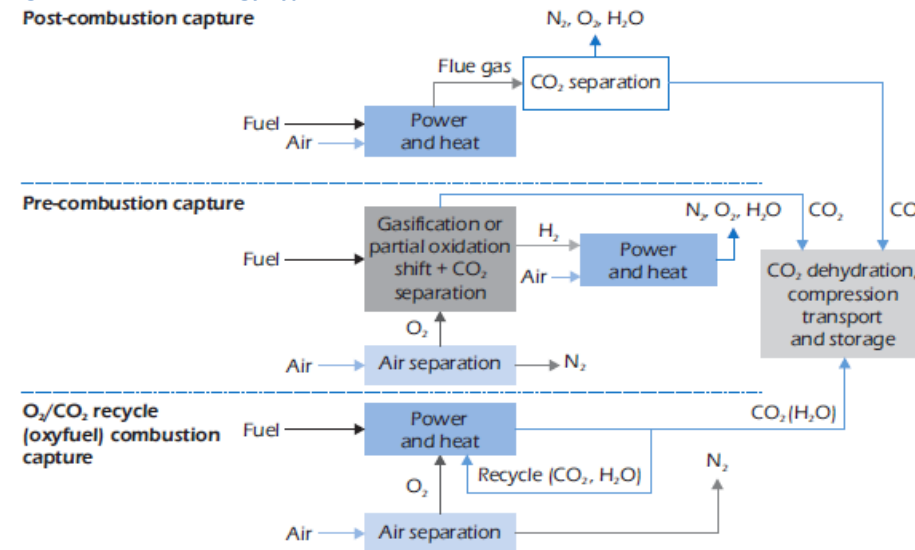 Post-combustion capture
N₂, O₂, H₂O
Flue gas
CO₂ separation
Fuel
Air
Power
and heat
Pre-combustion capture
Gasification or
partial oxidation
shift + CO₂
separation
Fuel
H₂
Air
Power
and heat
N₂, O₂, H₂O
CO₂
CO
CO₂ dehydration,
compression
transport
and storage
O₂
Air
Air separation
N₂
O₂/CO₂ recycle
(oxyfuel) combustion
capture
Fuel
Power
and heat
CO₂ (H₂O)
Recycle (CO₂, H₂O)
N₂
O₂
Air
Air separation